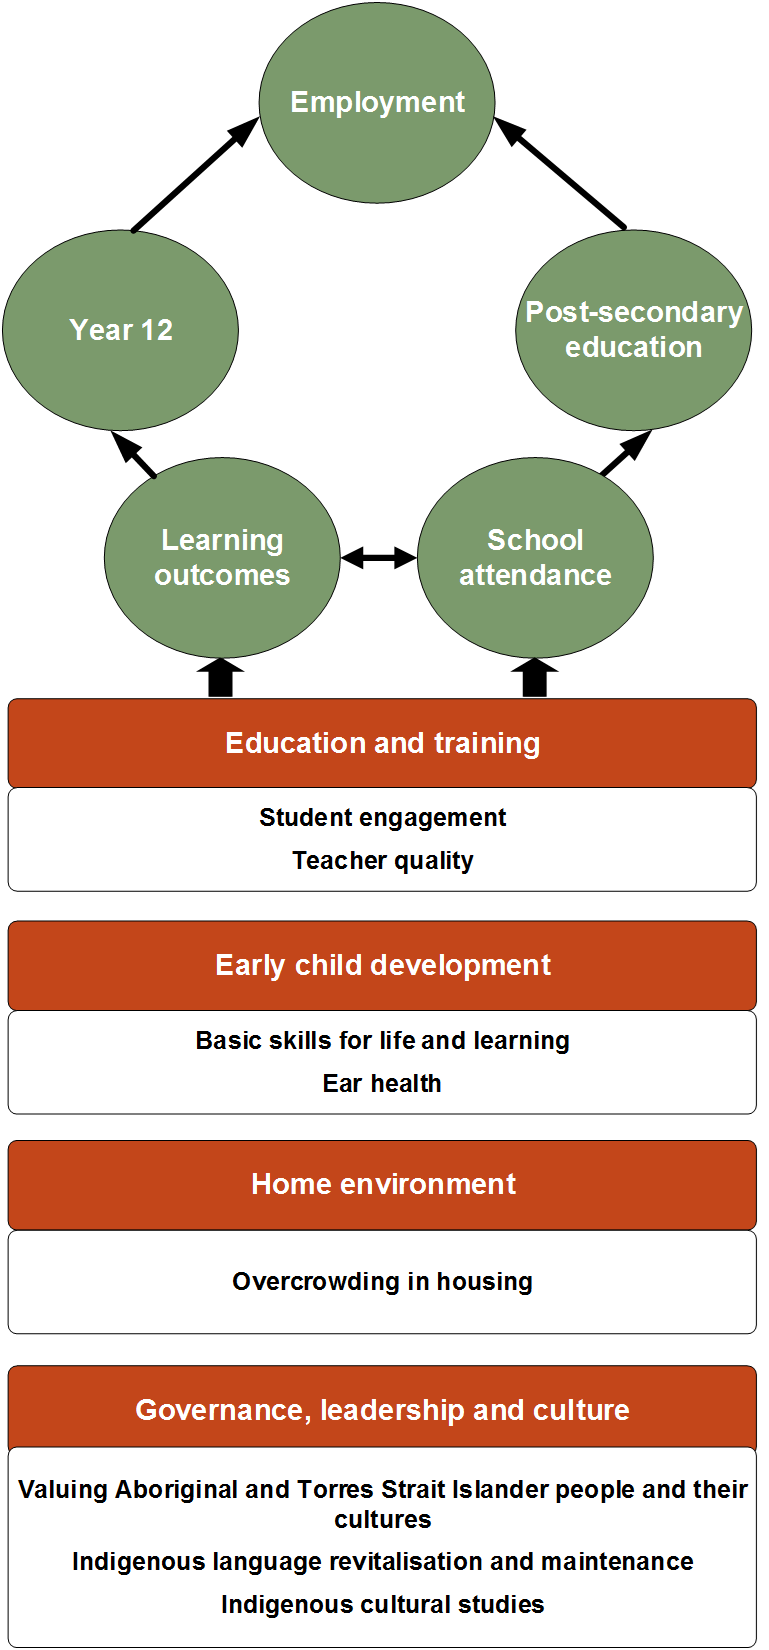 Employment
Year 12
Post-secondary
education
Learning
outcomes
School
attendance
Education and training
Student engagement
Teacher quality
Early child development
Basic skills for life and learning
Ear health
Home environment
Overcrowding in housing
Governance, leadership and culture
Valuing Aboriginal and Torres Strait Islander people and their
cultures
Indigenous language revitalisation and maintenance
Indigenous cultural studies